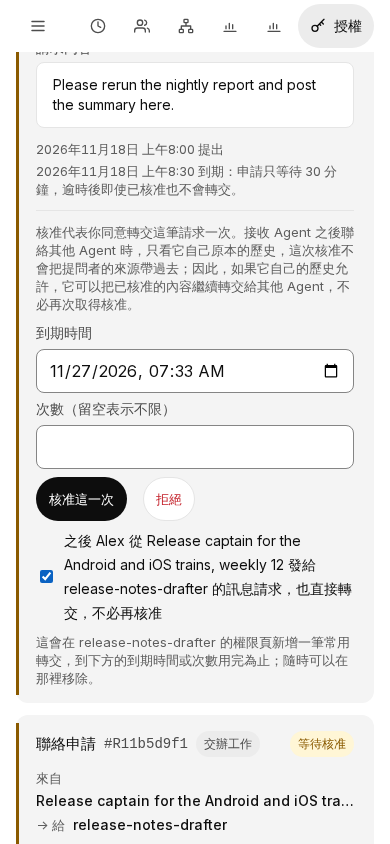 授權
請求內容
Please rerun the nightly report and post
the summary here.
2026年11月18日 上午8:00 提出
2026年11月18日 上午8:30 到期：申請只等待 30 分
鐘，逾時後即使已核准也不會轉交。
核准代表你同意轉交這筆請求一次。接收 Agent 之後聯
絡其他 Agent 時，只看它自己原本的歷史，這次核准不
會把提問者的來源帶過去；因此，如果它自己的歷史允
許，它可以把已核准的內容繼續轉交給其他 Agent，不
必再次取得核准。
到期時間
11/27/2026, 07:33 AM
次數（留空表示不限）
核准這一次
拒絕
之後 Alex 從 Release captain for the
Android and iOS trains, weekly 12 發給
release-notes-drafter 的訊息請求，也直接轉
交，不必再核准
這會在 release-notes-drafter 的權限頁新增一筆常用
轉交，到下方的到期時間或次數用完為止；隨時可以在
那裡移除。
聯絡申請 #R11b5d9f1 交辦工作 等待核准
來自
Release captain for the Android and iOS tra…
→ 給 release-notes-drafter